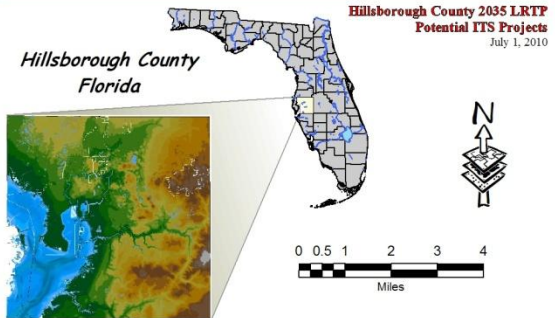 Hillsborough County 2035 LRTP
Potential ITS Projects
July 1, 2010
Hillsborough County
Florida
N
0 0.5 1 2 3 4
Miles